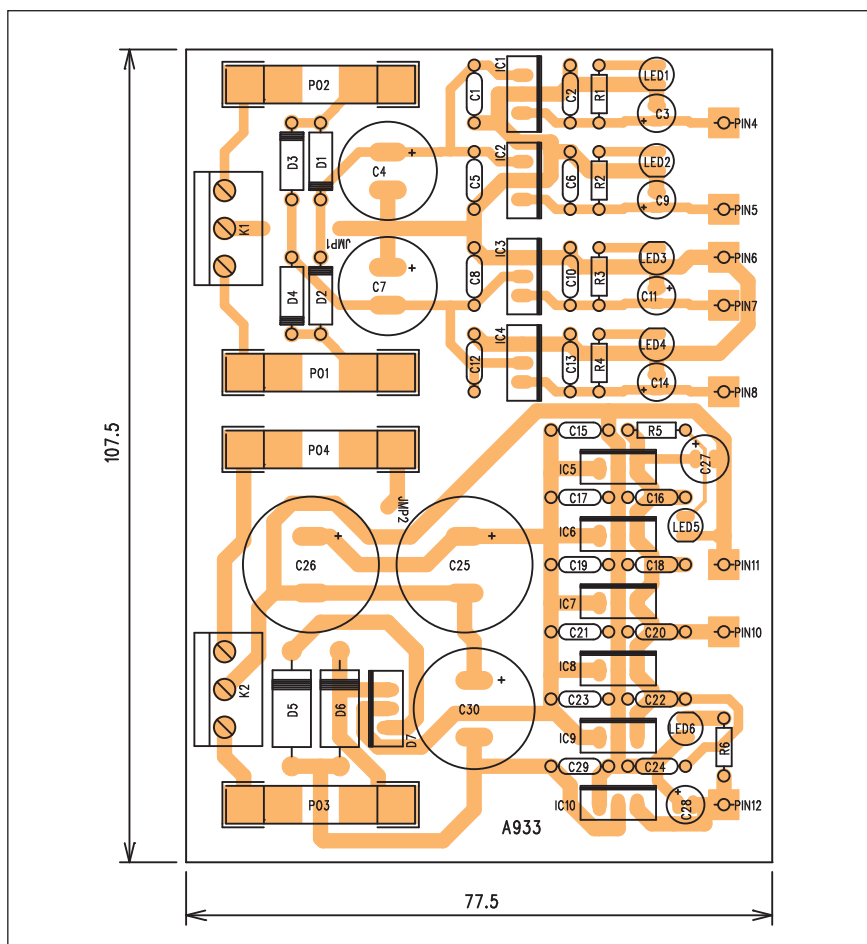 PO2
IC1
C1
C2
R1
LED1
C3
PIN4
D3
D1
C4
+
IC2
C5
C6
R2
LED2
C9
PIN5
K1
JMP1
IC3
C8
C10
R3
LED3
C11
PIN6
PIN7
D4
D2
C7
+
IC4
C12
C13
R4
LED4
C14
PIN8
PO1
107.5
PO4
JMP2
C15
R5
+
C27
IC5
C17
C16
LED5
C26
+
C25
+
IC6
C19
C18
PIN11
IC7
C21
C20
PIN10
K2
D5
D6
D7
C30
+
IC8
C23
C22
LED6
IC9
R6
C29
C24
PO3
IC10
+
C28
PIN12
A933
77.5